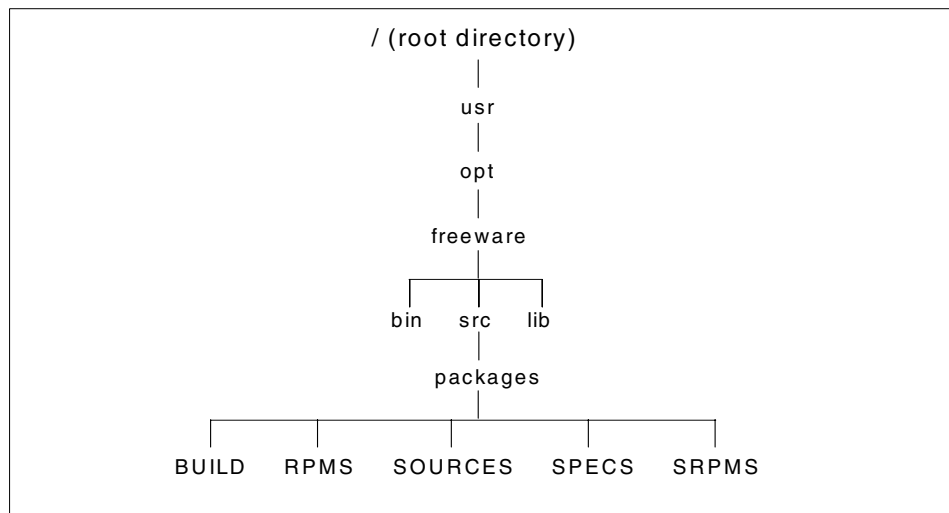 / (root directory)
usr
opt
freeware
bin src lib
packages
BUILD RPMS SOURCES SPECS SRPMS